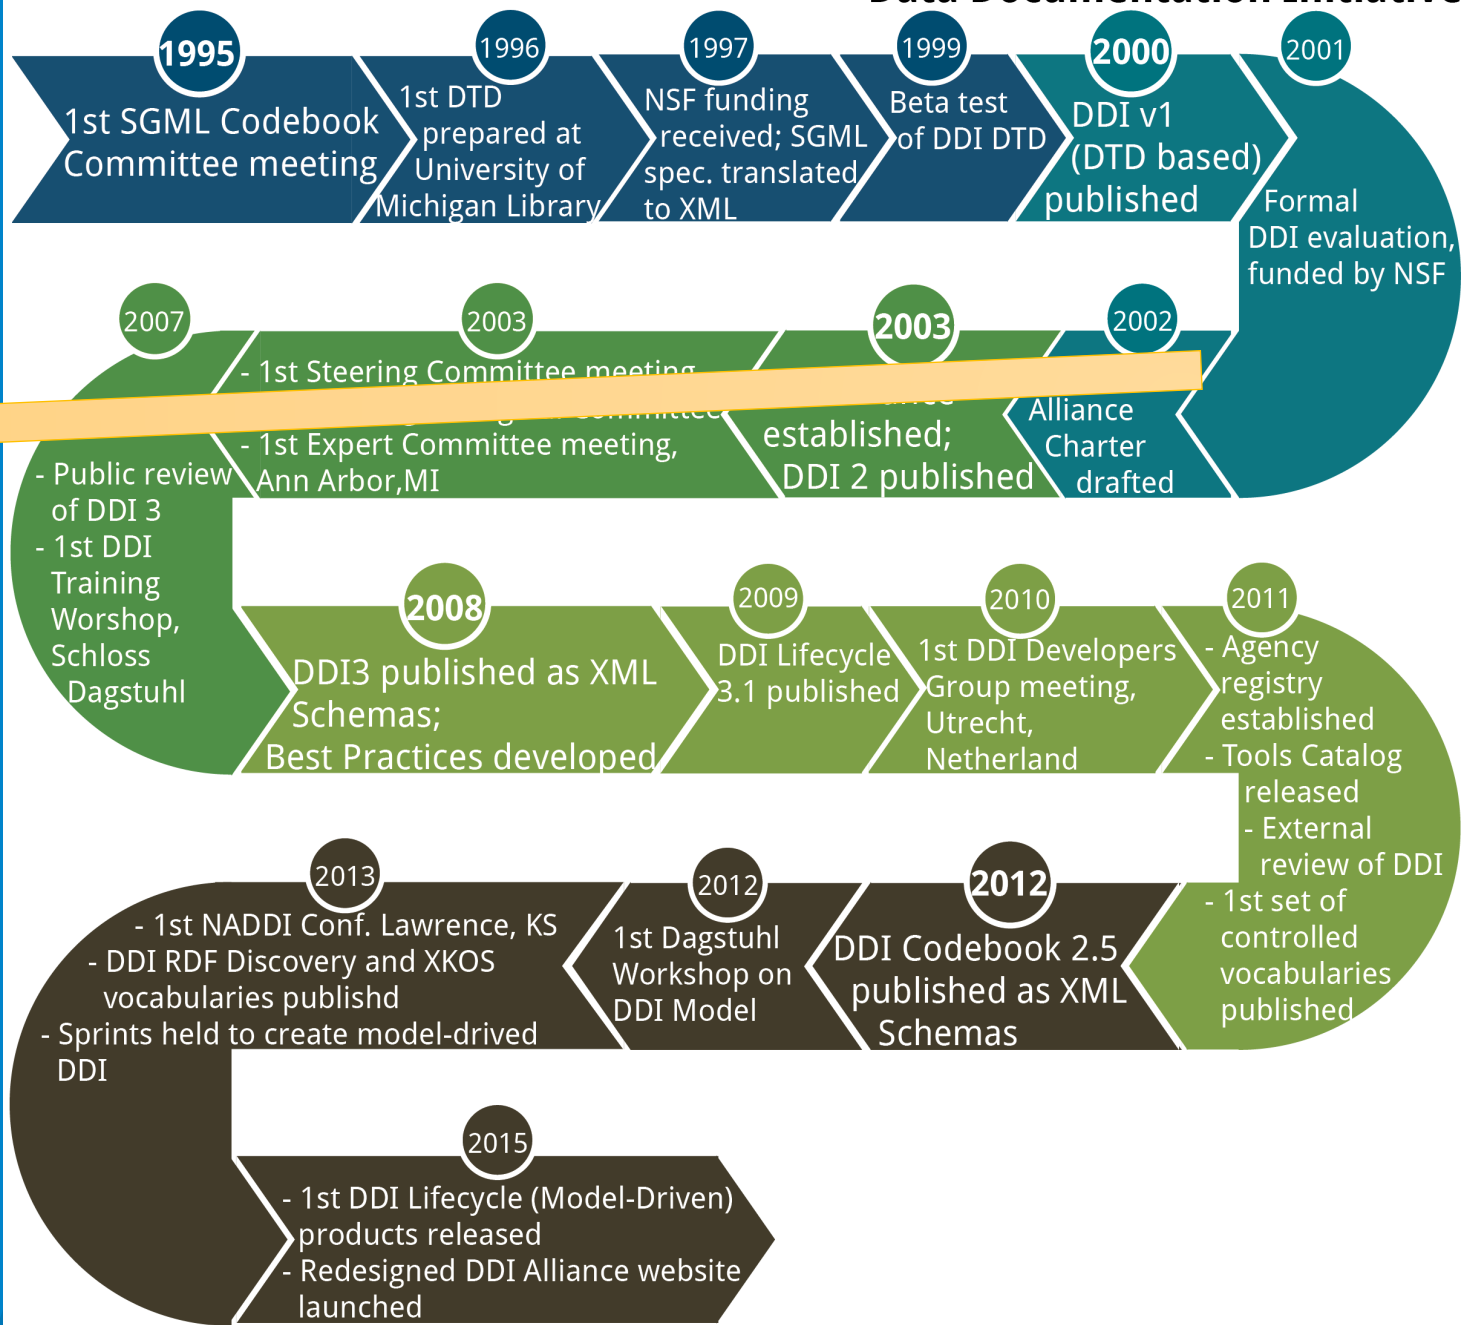 Data Documentation Initiative
1995
1st SGML Codebook
Committee meeting
1996
1st DTD
prepared at
University of
Michigan Library
1997
NSF funding
received; SGML
spec. translated
to XML
1999
Beta test
of DDI DTD
2000
DDI v1
(DTD based)
published
2001
Formal
DDI evaluation,
funded by NSF
2002
Alliance
Charter
drafted
2003
established;
DDI 2 published
2003
- 1st Steering Committee meeting
- 1st Expert Committee meeting,
Ann Arbor,MI
2007
- Public review
of DDI 3
- 1st DDI
Training
Worshop,
Schloss
Dagstuhl
2008
DDI3 published as XML
Schemas;
Best Practices developed
2009
DDI Lifecycle
3.1 published
2010
1st DDI Developers
Group meeting,
Utrecht,
Netherland
2011
- Agency
registry
established
- Tools Catalog
released
- External
review of DDI
- 1st set of
controlled
vocabularies
published
2012
DDI Codebook 2.5
published as XML
Schemas
2012
1st Dagstuhl
Workshop on
DDI Model
2013
- 1st NADDI Conf. Lawrence, KS
- DDI RDF Discovery and XKOS
vocabularies publishd
- Sprints held to create model-drived
DDI
2015
- 1st DDI Lifecycle (Model-Driven)
products released
- Redesigned DDI Alliance website
launched